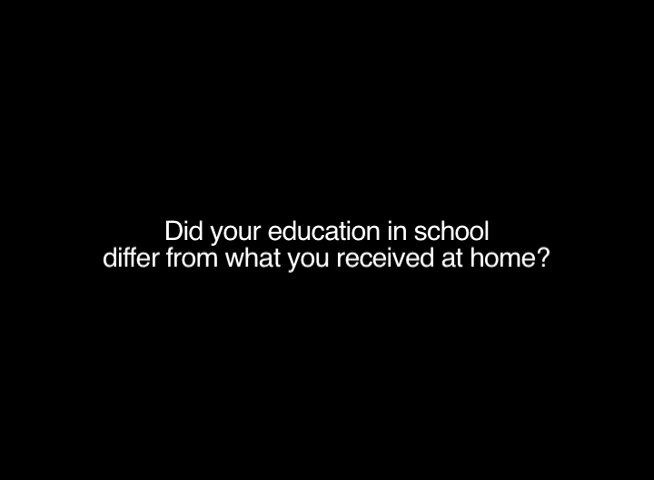 Did your education in school
differ from what you received at home?